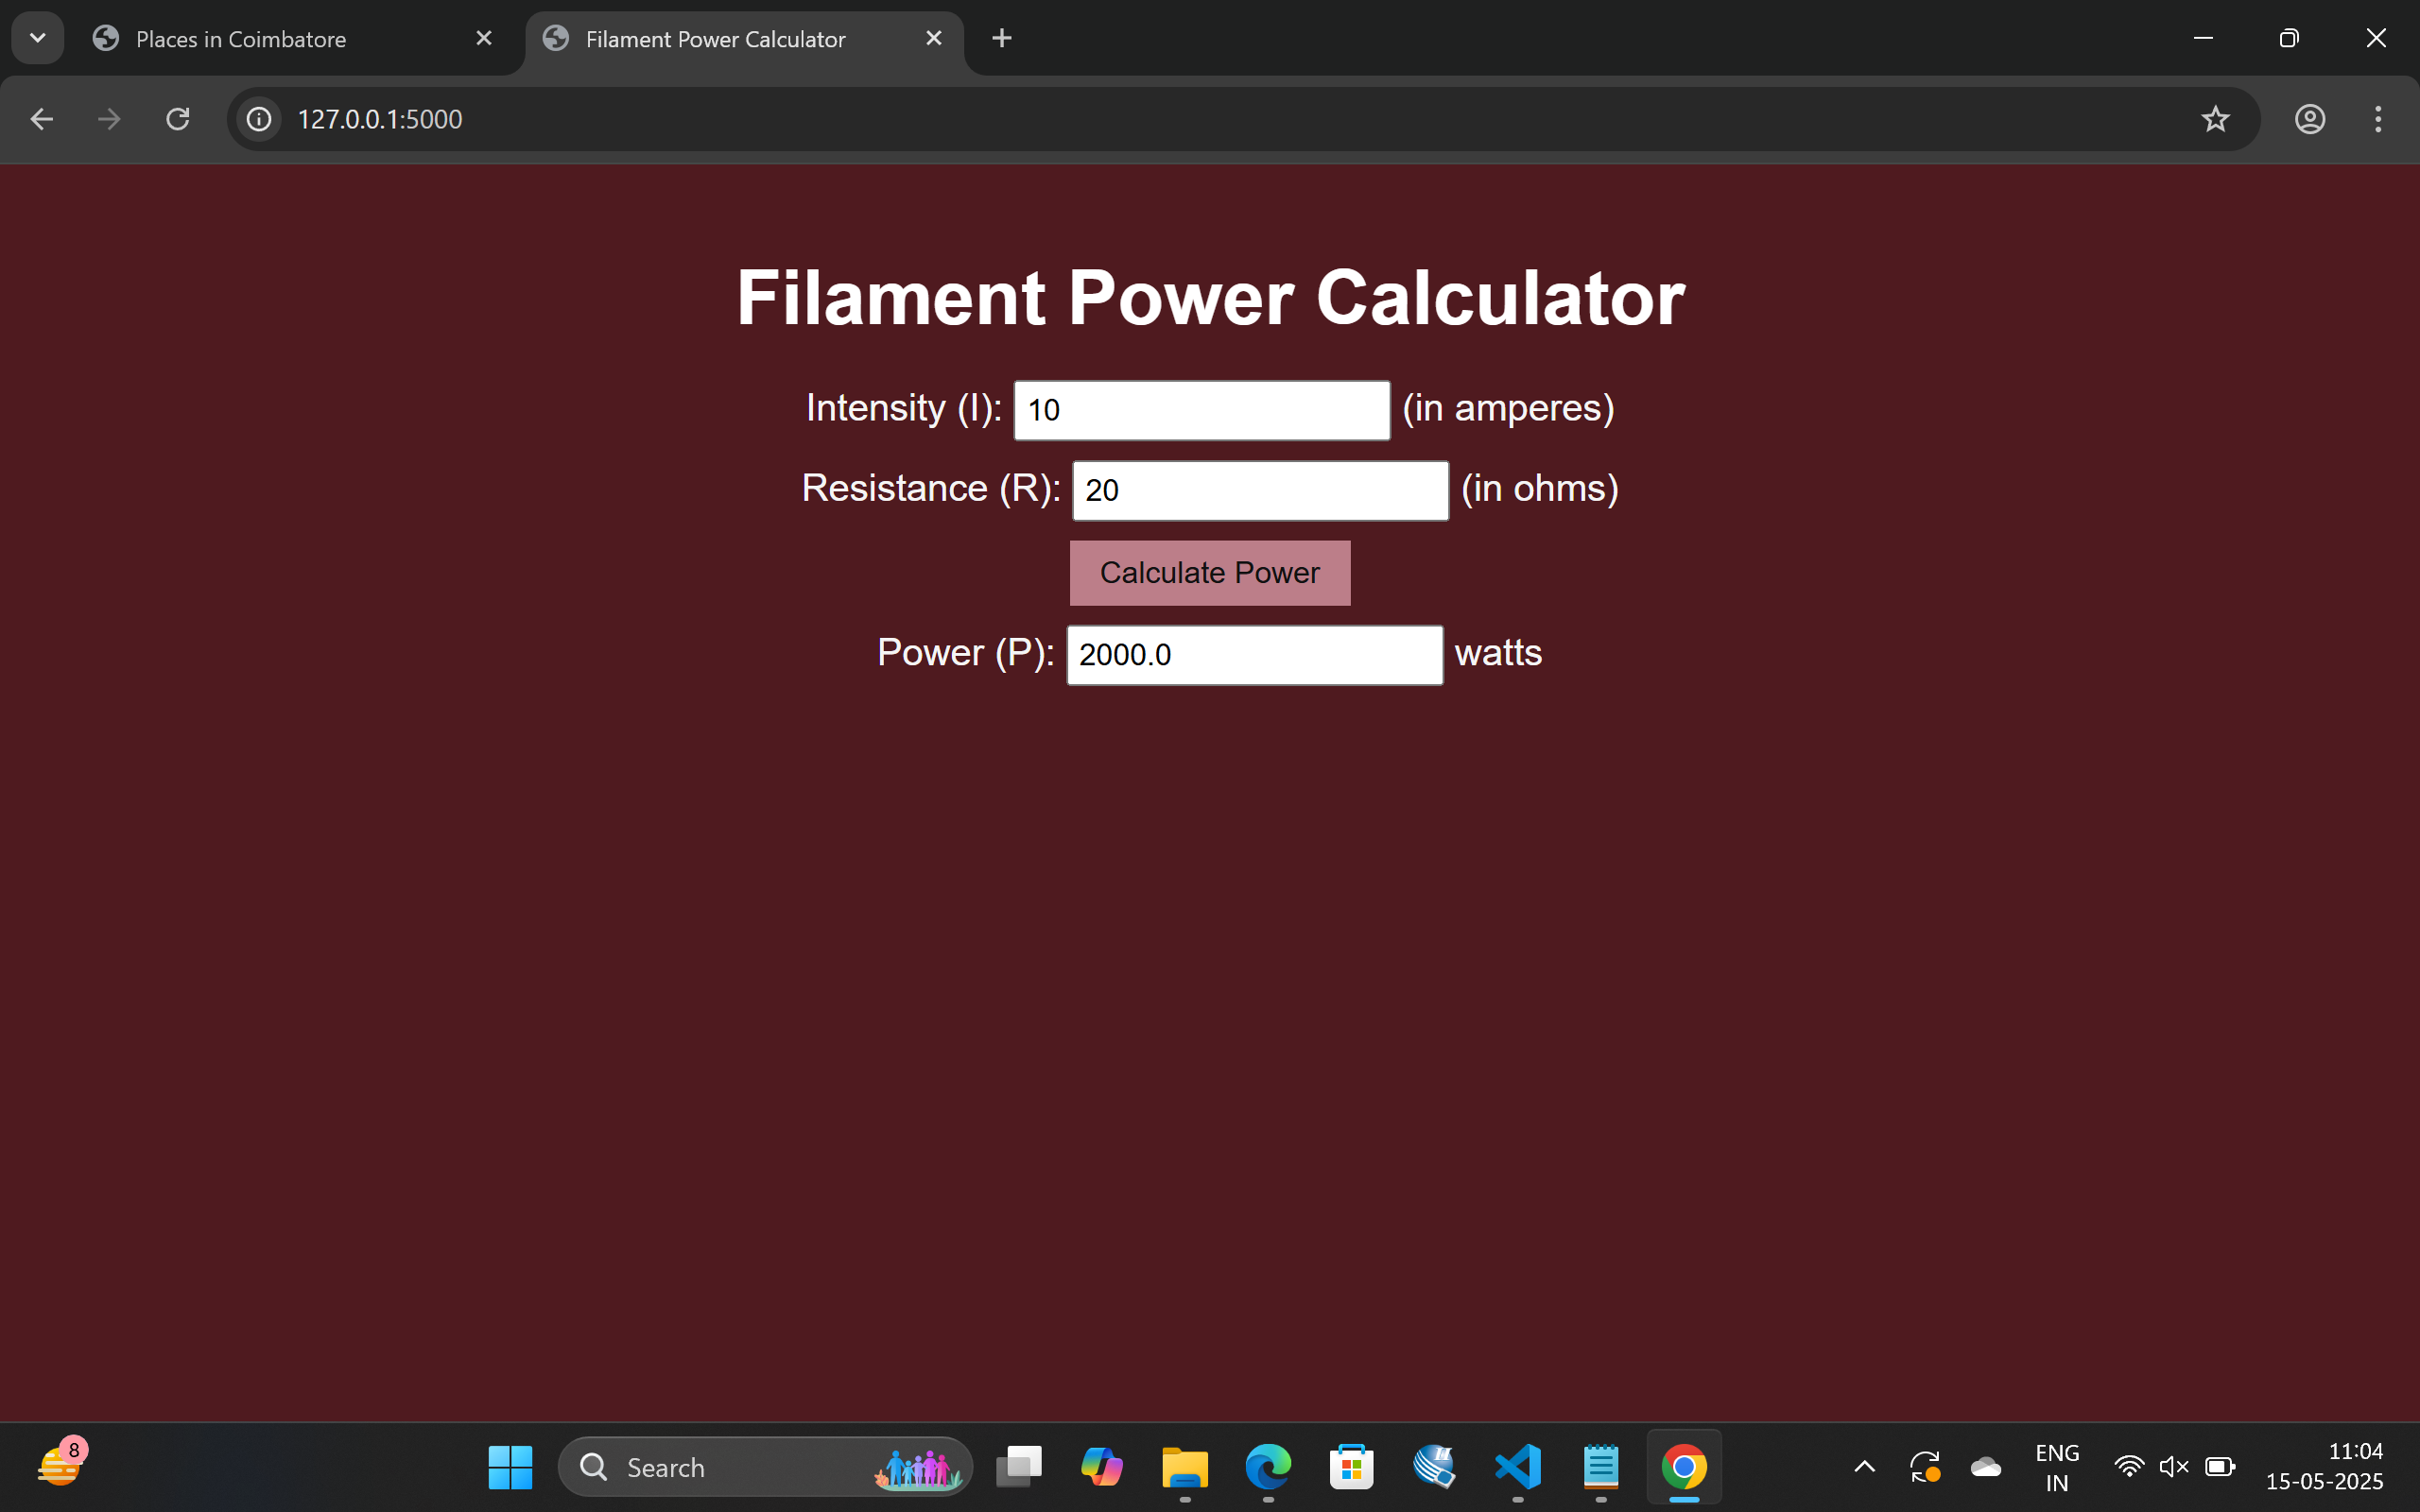 Places in Coimbatore
Filament Power Calculator
127.0.0.1:5000
Filament Power Calculator
Intensity (I): 10 (in amperes)
Resistance (R): 20 (in ohms)
Calculate Power
Power (P): 2000.0 watts
8
Search
ENG
IN
11:04
15-05-2025